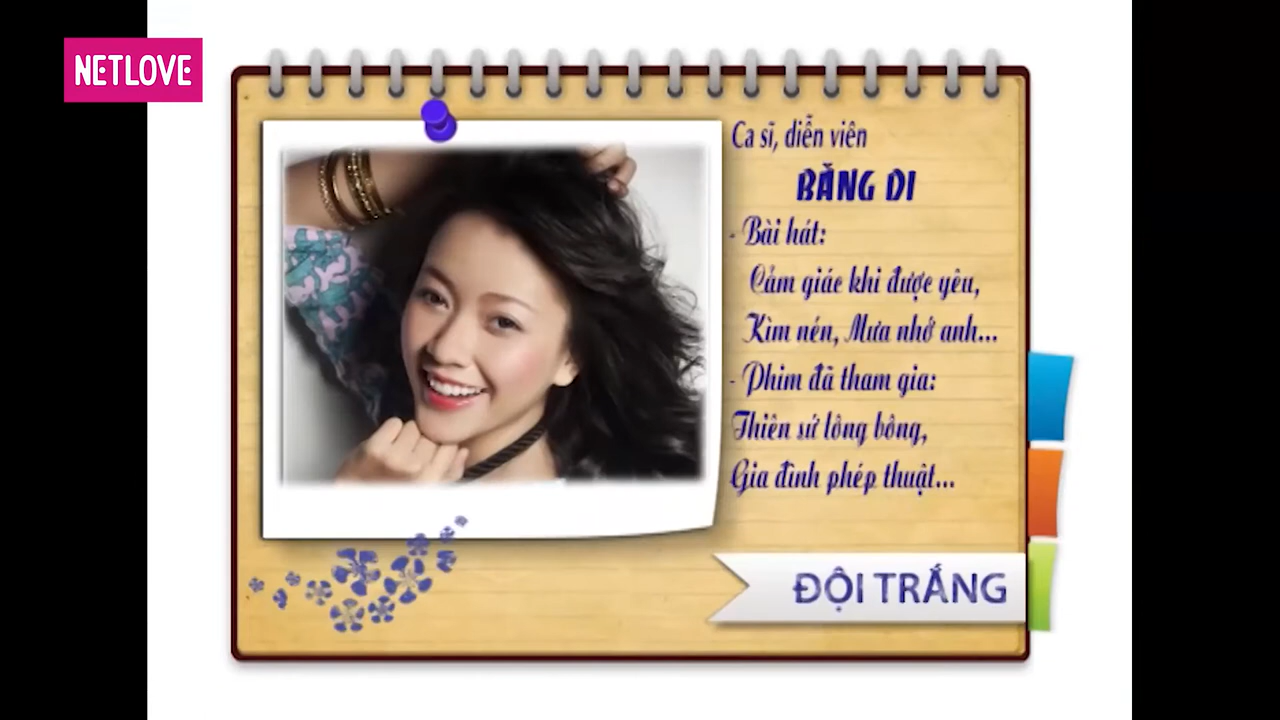 NETLOVE
Ca sĩ, diễn viên
BĂNG DI
- Bài hát:
Cảm giác khi được yêu,
Kìm nén, Mưa nhớ anh...
- Phim đã tham gia:
Thiên sứ lông bông,
Gia đình phép thuật...
ĐỘI TRẮNG